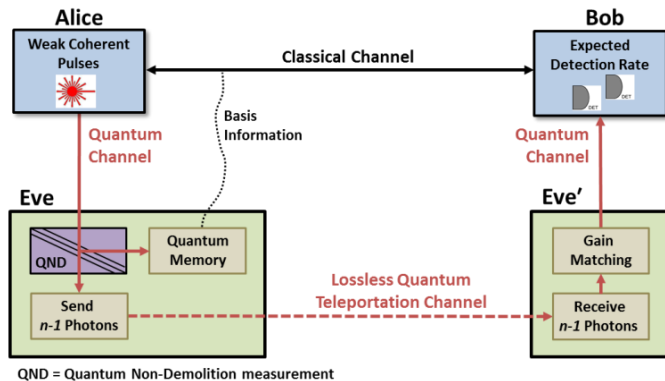 Alice
Bob
Weak Coherent
Pulses
Classical Channel
Expected
Detection Rate
DET
DET
Basis
Information
Quantum
Channel
Quantum
Channel
Eve
Eve’
QND
Quantum
Memory
Gain
Matching
Lossless Quantum
Teleportation Channel
Send
n-1 Photons
Receive
n-1 Photons
QND = Quantum Non-Demolition measurement